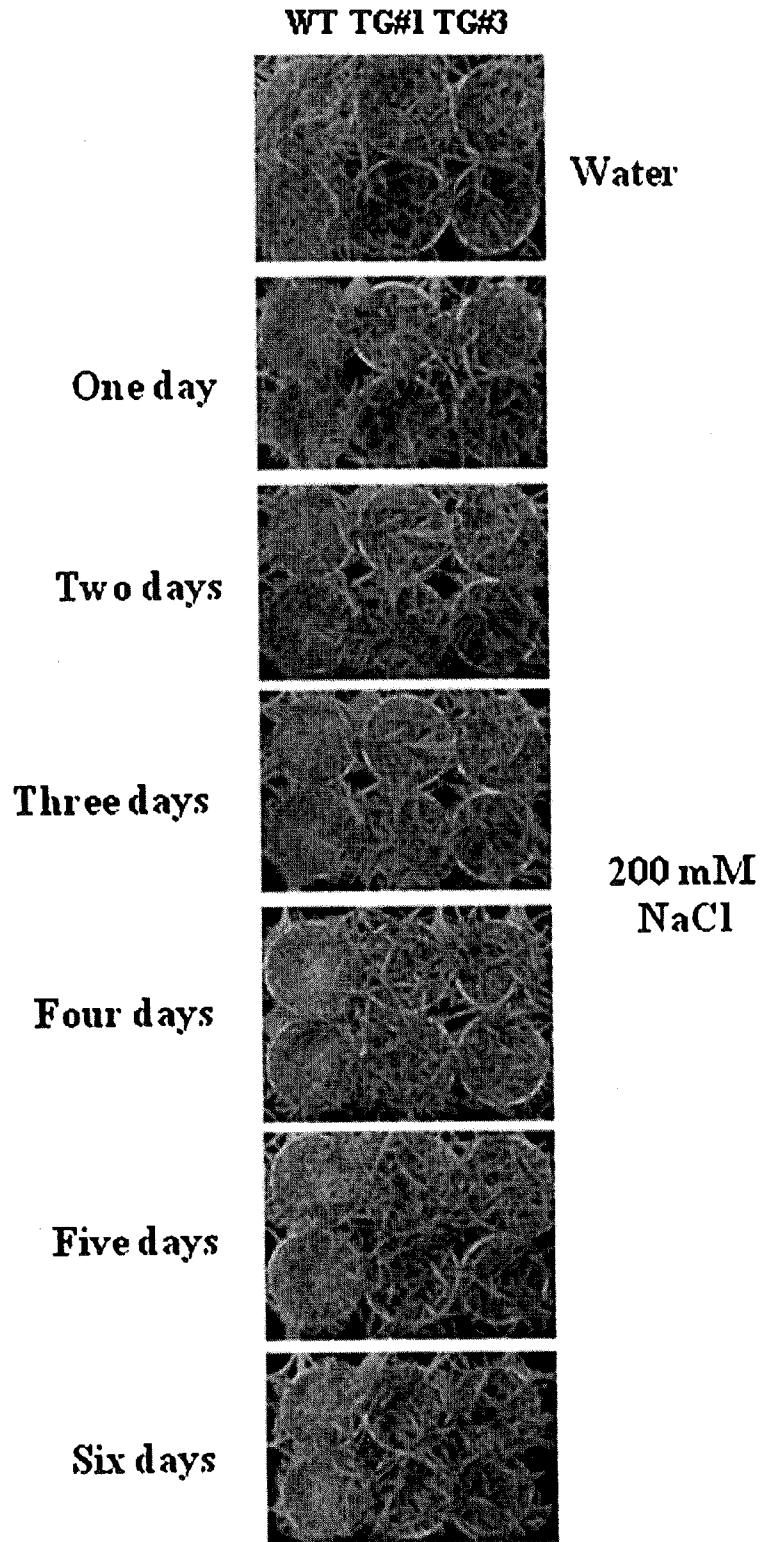 WT TG#1 TG#3
Water
One day
Two days
Three days
200 mM
NaCl
Four days
Five days
Six days